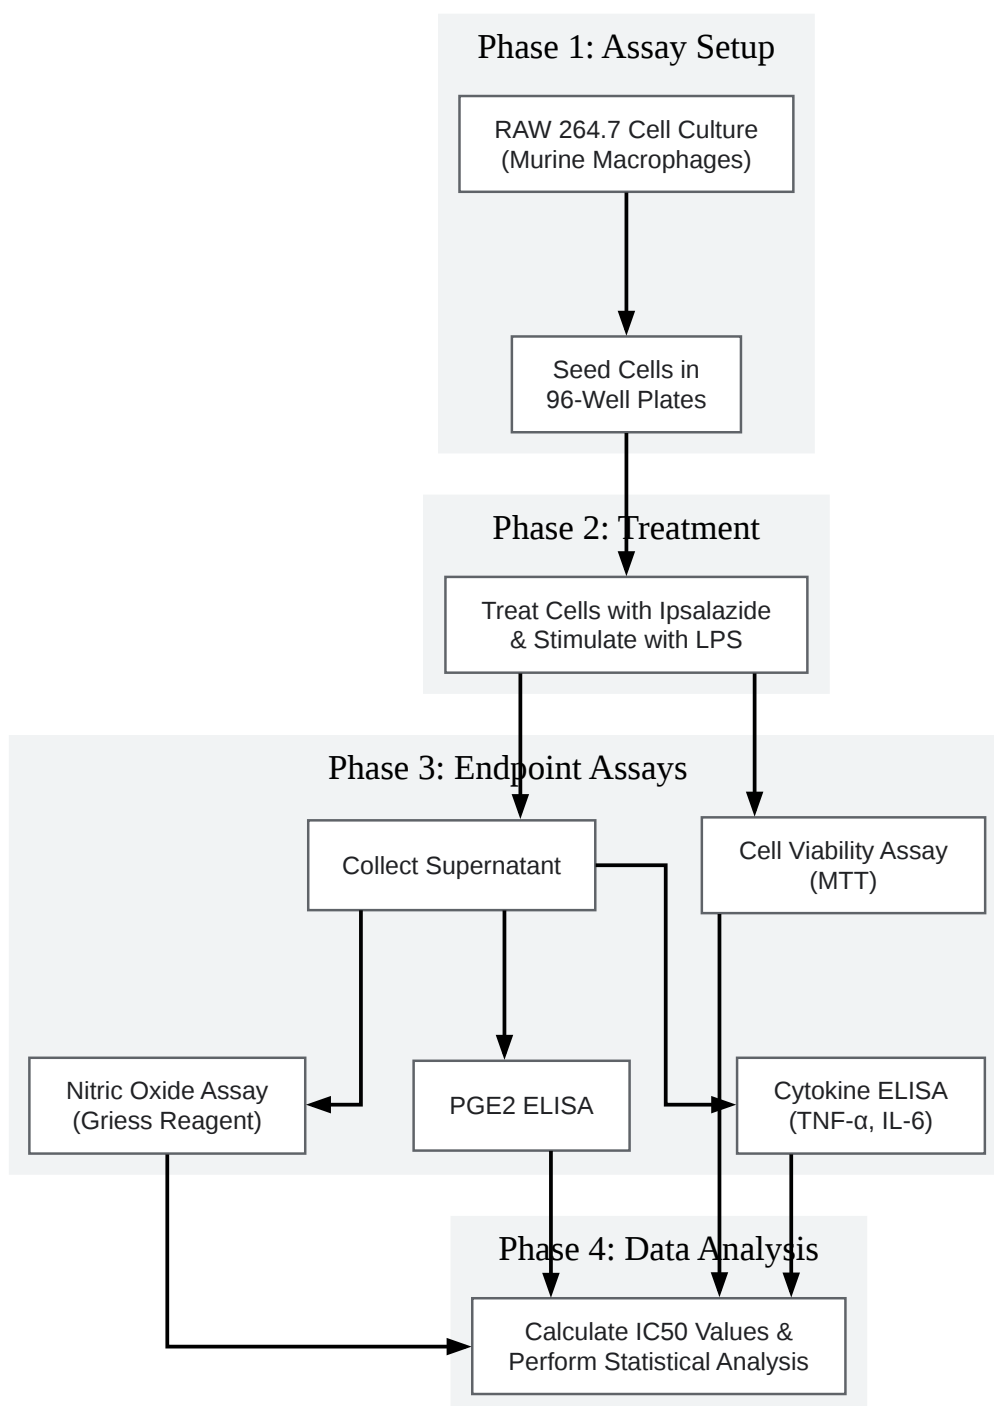 Phase 1: Assay Setup
RAW 264.7 Cell Culture
(Murine Macrophages)
Seed Cells in
96-Well Plates
Phase 2: Treatment
Treat Cells with Ipsalazide
& Stimulate with LPS
Phase 3: Endpoint Assays
Collect Supernatant
Cell Viability Assay
(MTT)
Nitric Oxide Assay
(Griess Reagent)
PGE2 ELISA
Cytokine ELISA
(TNF-α, IL-6)
Phase 4: Data Analysis
Calculate IC50 Values &
Perform Statistical Analysis